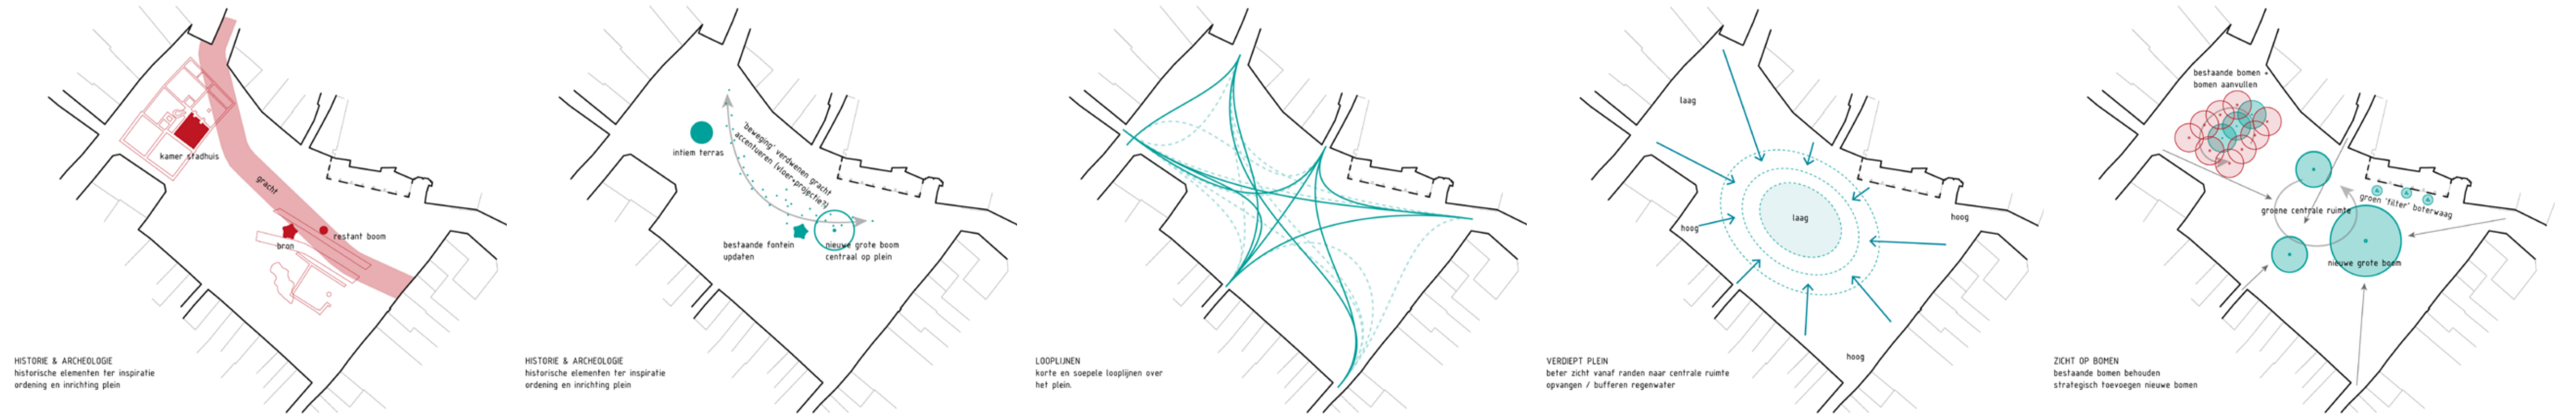 kamer stadhuis
gracht
restant boom
bron
HISTORIE & ARCHEOLOGIE
historische elementen ter inspiratie
ordening en inrichting plein
intiem terras
'beweging' verdwenen gracht
accentueren (vloer+projectie?)
bestaande fontein
updaten
nieuwe grote boom
centraal op plein
HISTORIE & ARCHEOLOGIE
historische elementen ter inspiratie
ordening en inrichting plein
LOOPLIJNEN
korte en soepele looplijnen over
het plein.
laag
laag
hoog
hoog
hoog
VERDIEPT PLEIN
beter zicht vanaf randen naar centrale ruimte
opvangen / bufferen regenwater
bestaande bomen +
bomen aanvullen
groen 'filter' boterwaag
groene centrale ruimte
nieuwe grote boom
ZICHT OP BOMEN
bestaande bomen behouden
strategisch toevoegen nieuwe bomen